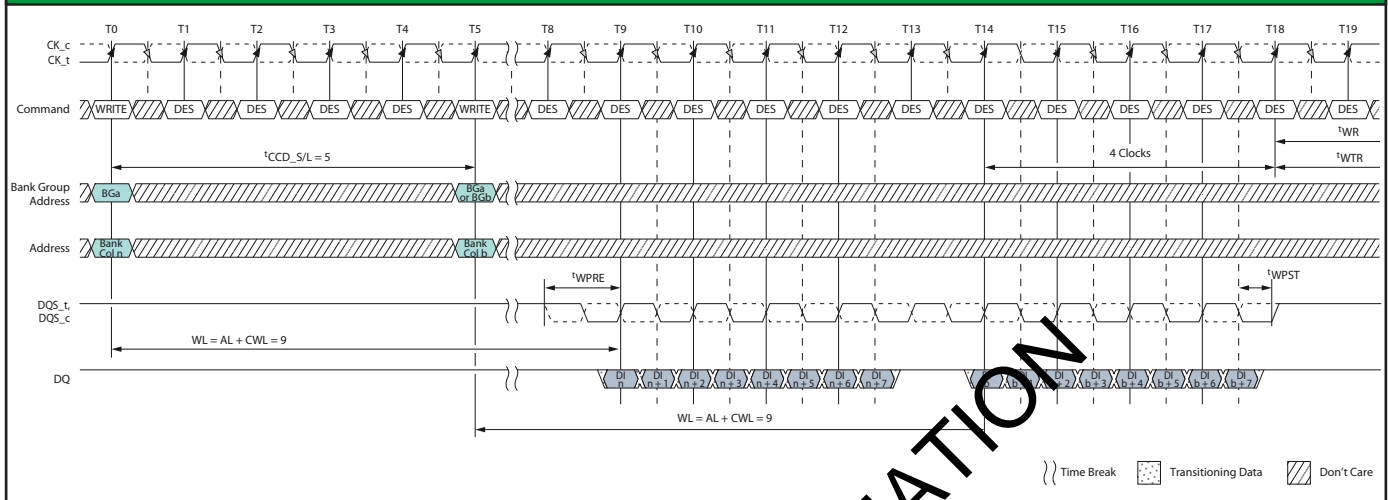 T0 T1 T2 T3 T4 T5 T8 T9 T10 T11 T12 T13 T14 T15 T16 T17 T18 T19
CK_c
CK_t
Command WRITE DES DES DES DES WRITE DES DES DES DES DES DES DES DES DES DES DES DES
tWR
tCCD_S/L = 5
4 Clocks
tWTR
Bank Group
Address
BGa
BGa
or BGb
Address
Bank
Col n
Bank
Col b
tWPRE
tWPST
DQS_t,
DQS_c
WL = AL + CWL = 9
DQ
DI
n
DI
n + 1
DI
n + 2
DI
n + 3
DI
n + 4
DI
n + 5
DI
n + 6
DI
n + 7
DI
b + 3
DI
b + 4
DI
b + 5
DI
b + 6
DI
b + 7
WL = AL + CWL = 9
ATION
Time Break
Transitioning Data
Don't Care